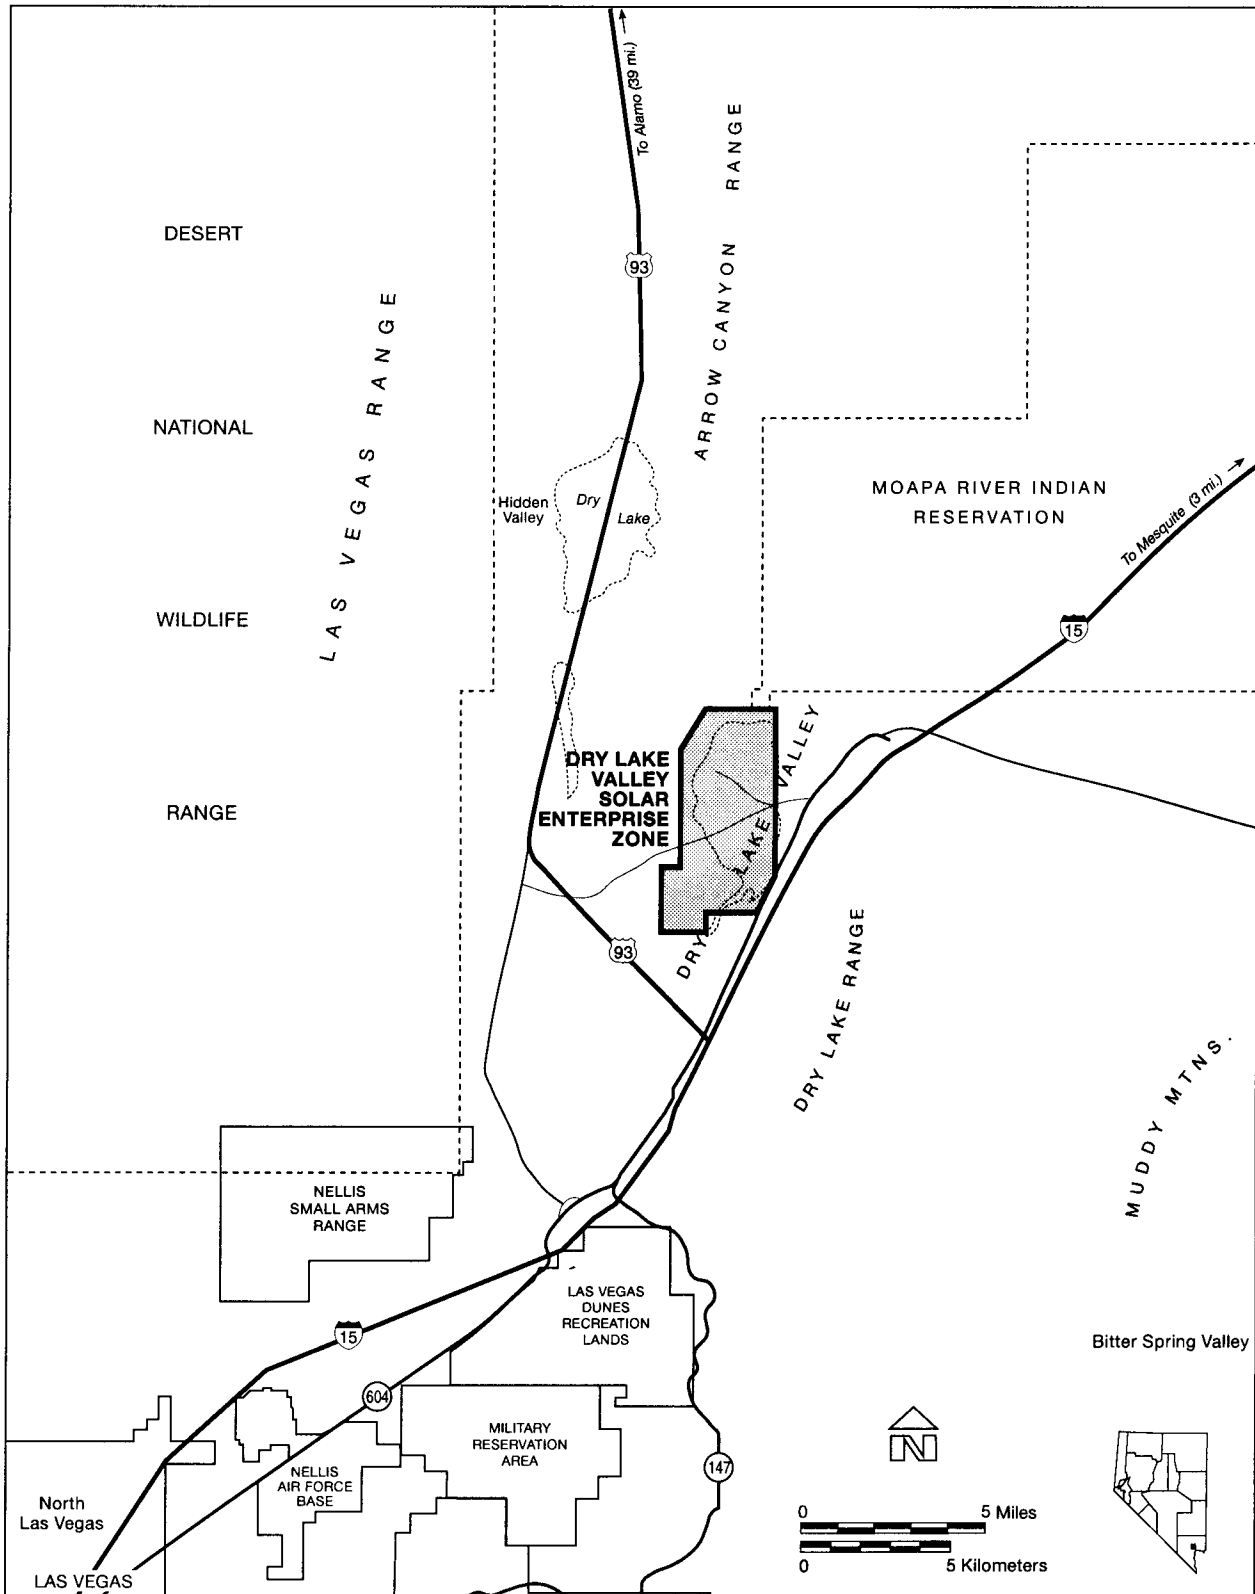 To Alamo (39 mi.)
ARROW CANYON RANGE
DESERT
93
LAS VEGAS RANGE
NATIONAL
Hidden
Valley
Dry
Lake
MOAPA RIVER INDIAN
RESERVATION
To Mesquite (3 mi.)
WILDLIFE
15
DRY LAKE
VALLEY
SOLAR
ENTERPRISE
ZONE
DRY LAKE VALLEY
RANGE
93
DRY LAKE RANGE
MUDDY MTNS.
NELLIS
SMALL ARMS
RANGE
LAS VEGAS
DUNES
RECREATION
LANDS
15
Bitter Spring Valley
604
MILITARY
RESERVATION
AREA
N
147
NELLIS
AIR FORCE
BASE
North
Las Vegas
0 5 Miles
0 5 Kilometers
LAS VEGAS